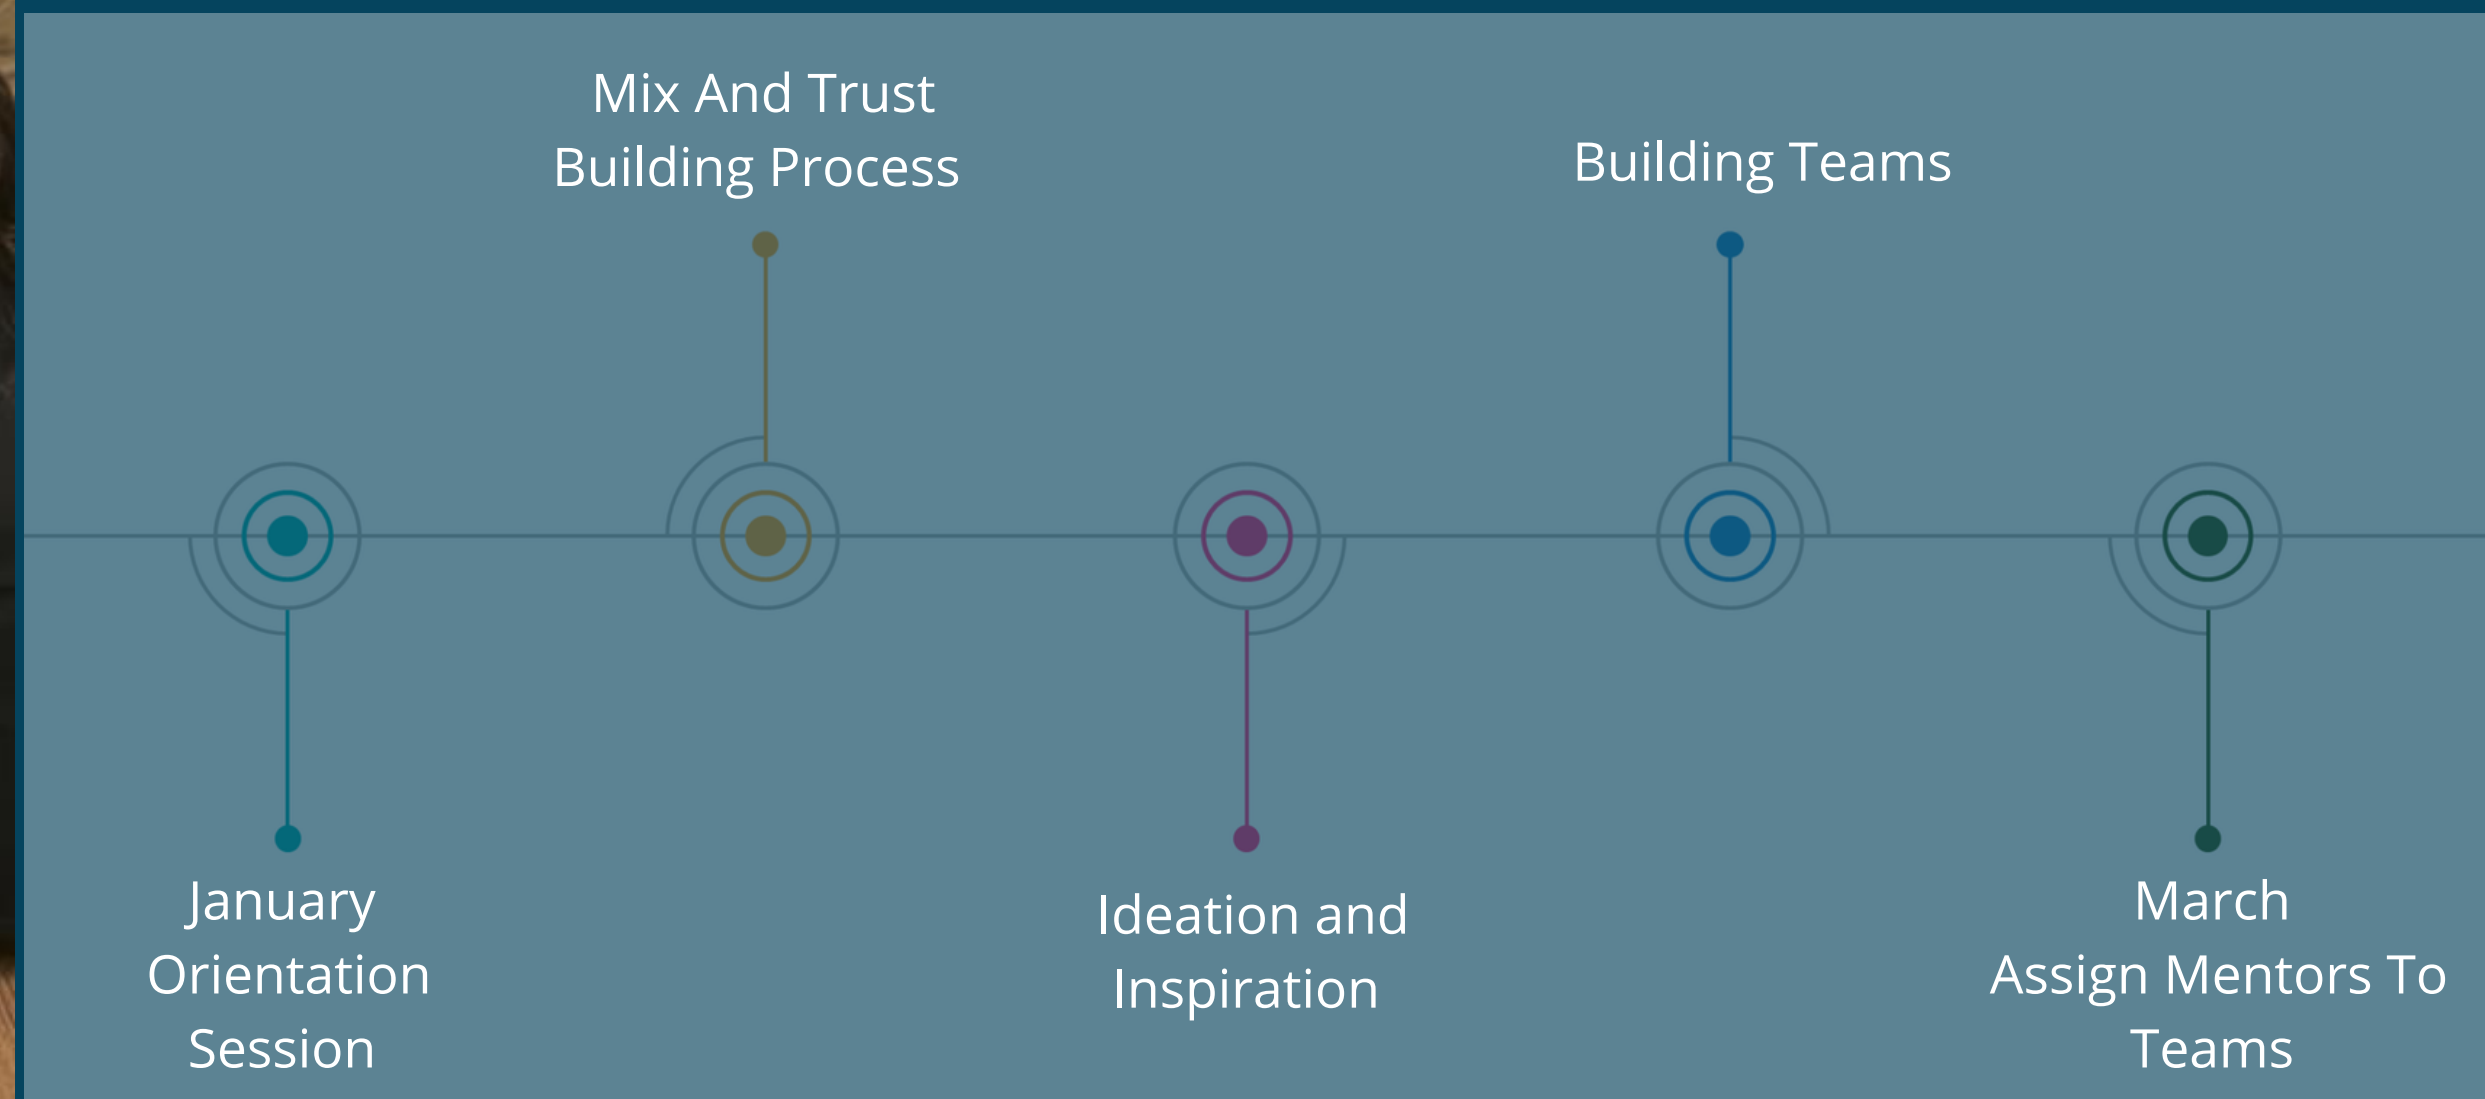 January
Orientation
Session
Mix And Trust
Building Process
Ideation and
Inspiration
Building Teams
March
Assign Mentors To
Teams